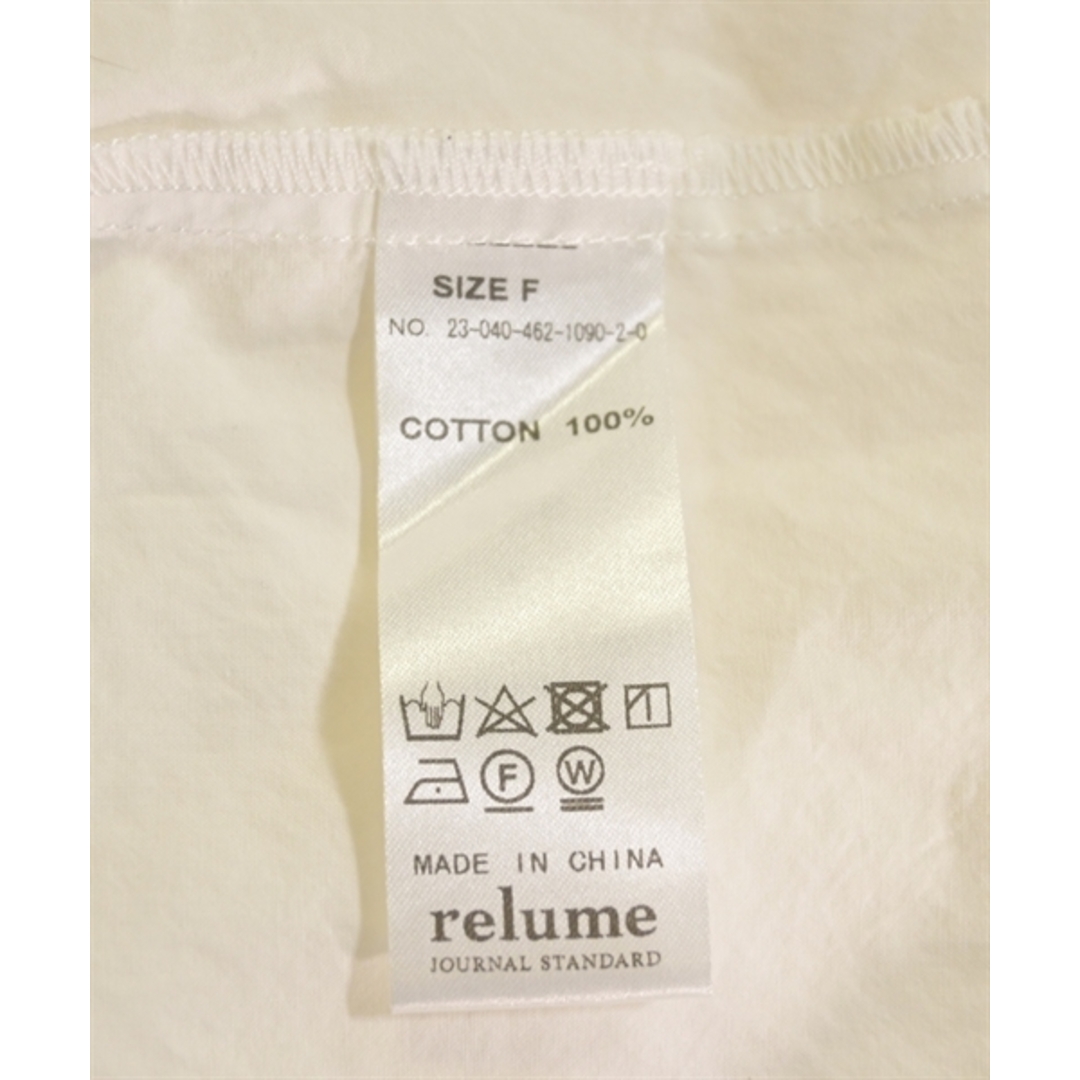 SIZE F
NO. 23-040-462-1090-2-0
COTTON 100%
F W
MADE IN CHINA
relume
JOURNAL STANDARD